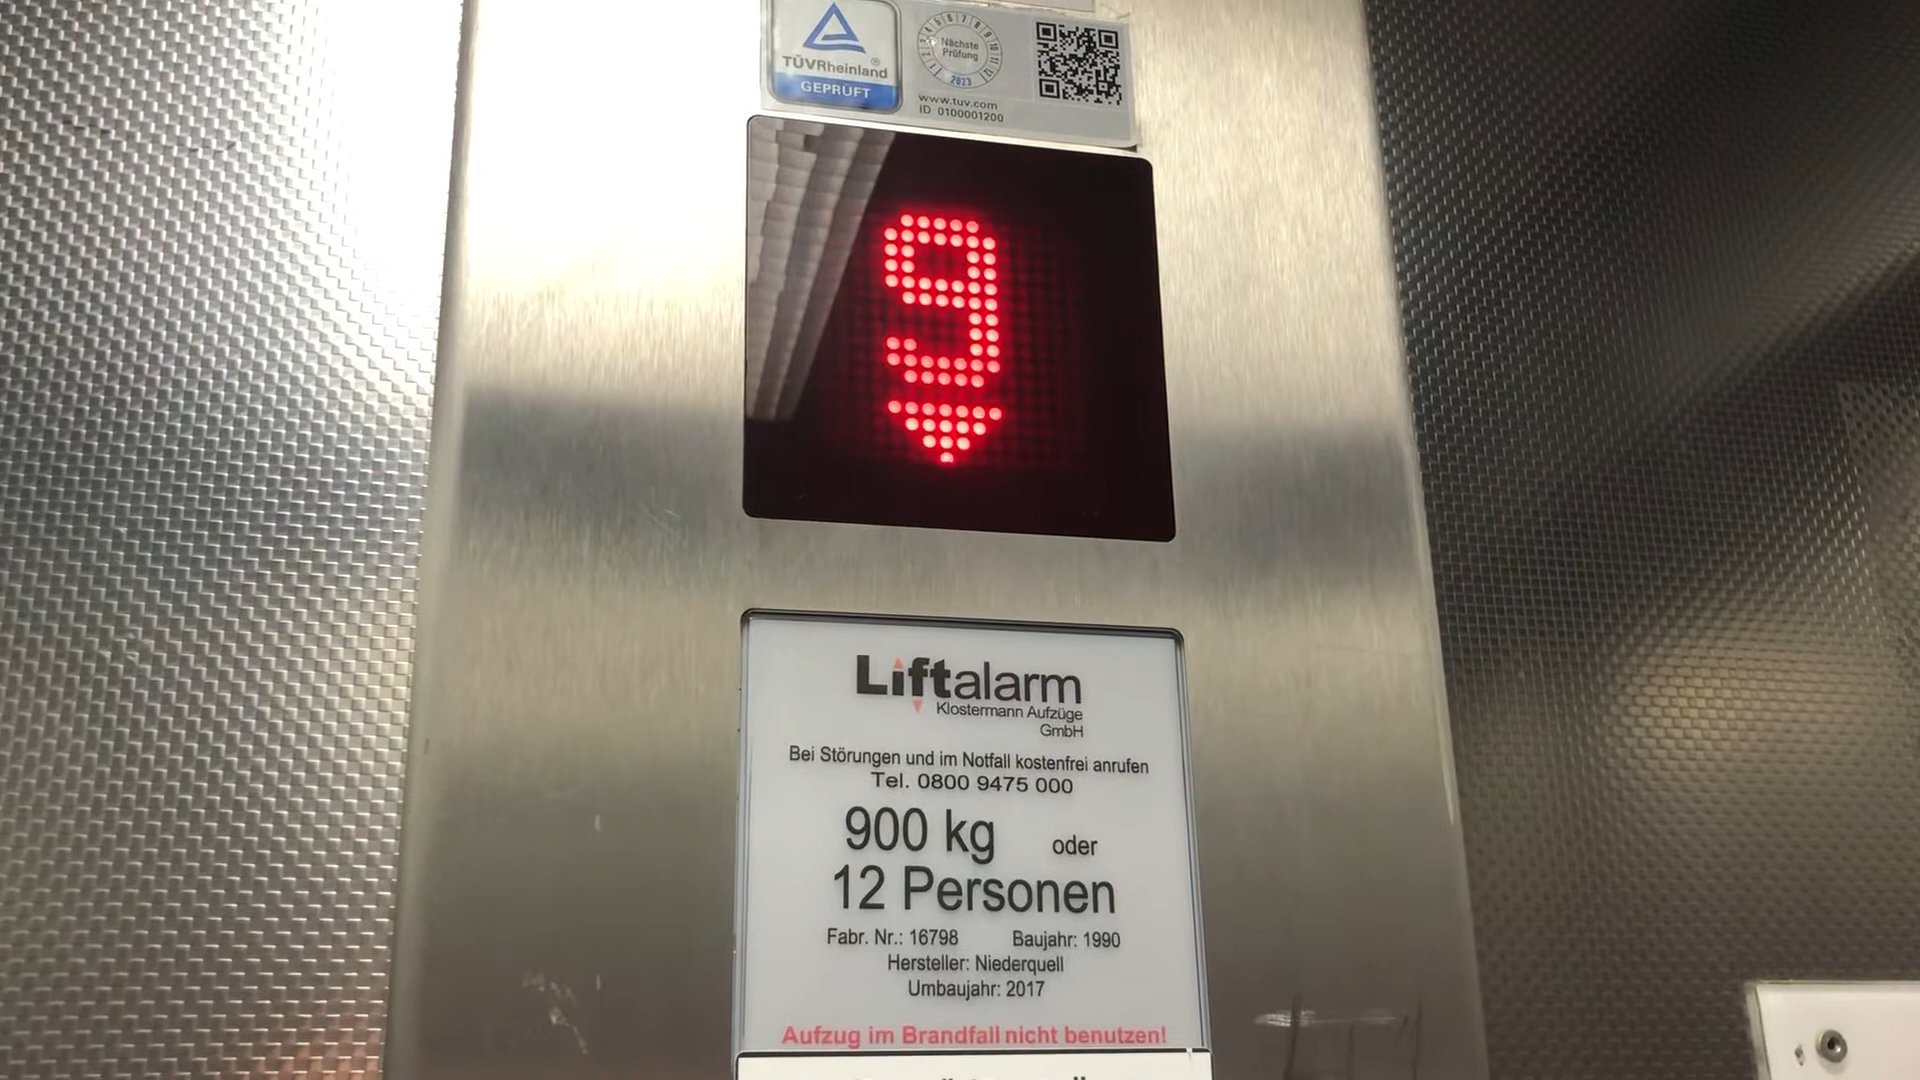 TÜVRheinland®
GEPRÜFT
Nächste
Prüfung
2023
www.tuv.com
ID 0100001200
9
Liftalarm
Klostermann Aufzüge
GmbH
Bei Störungen und im Notfall kostenfrei anrufen
Tel. 0800 9475 000
900 kg oder
12 Personen
Fabr. Nr.: 16798 Baujahr: 1990
Hersteller: Niederquell
Umbaujahr: 2017
Aufzug im Brandfall nicht benutzen!